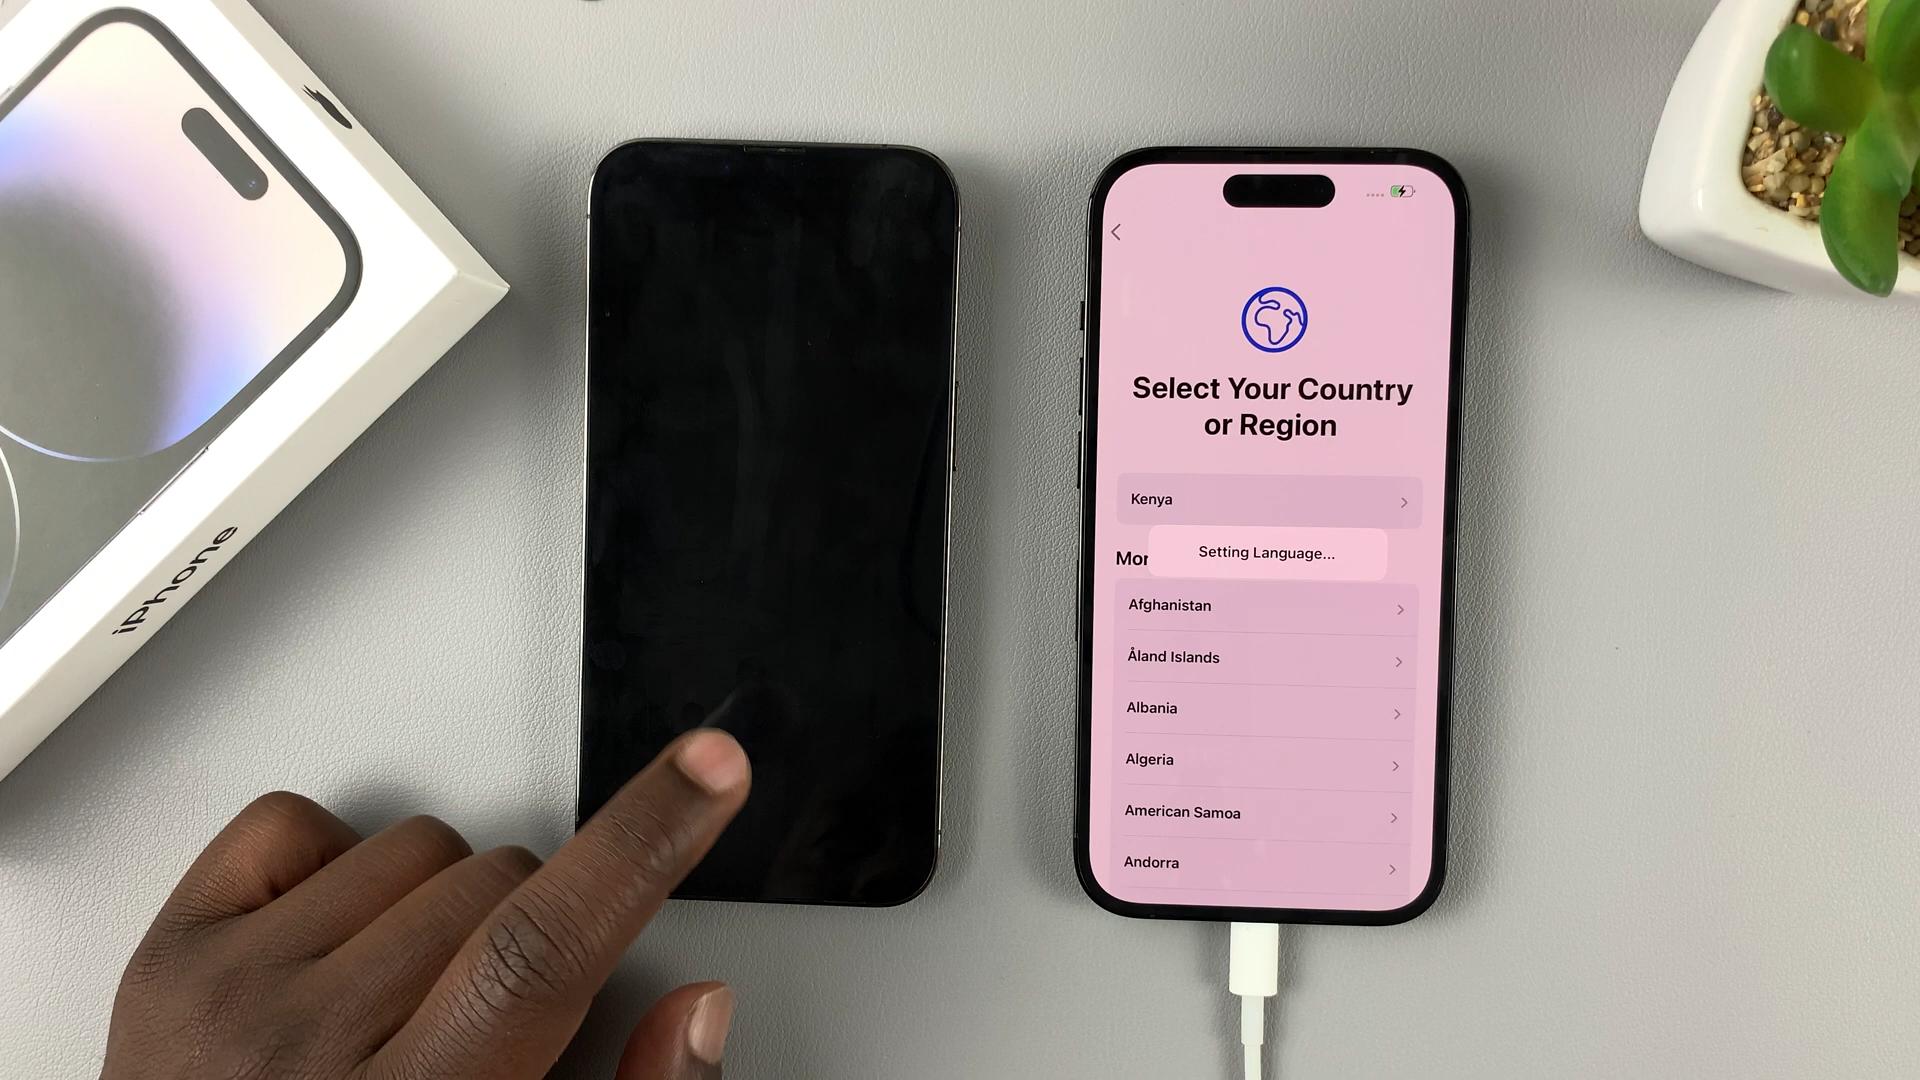 iPhone
Select Your Country
or Region
Kenya
Setting Language...
Mor
Afghanistan
Åland Islands
Albania
Algeria
American Samoa
Andorra